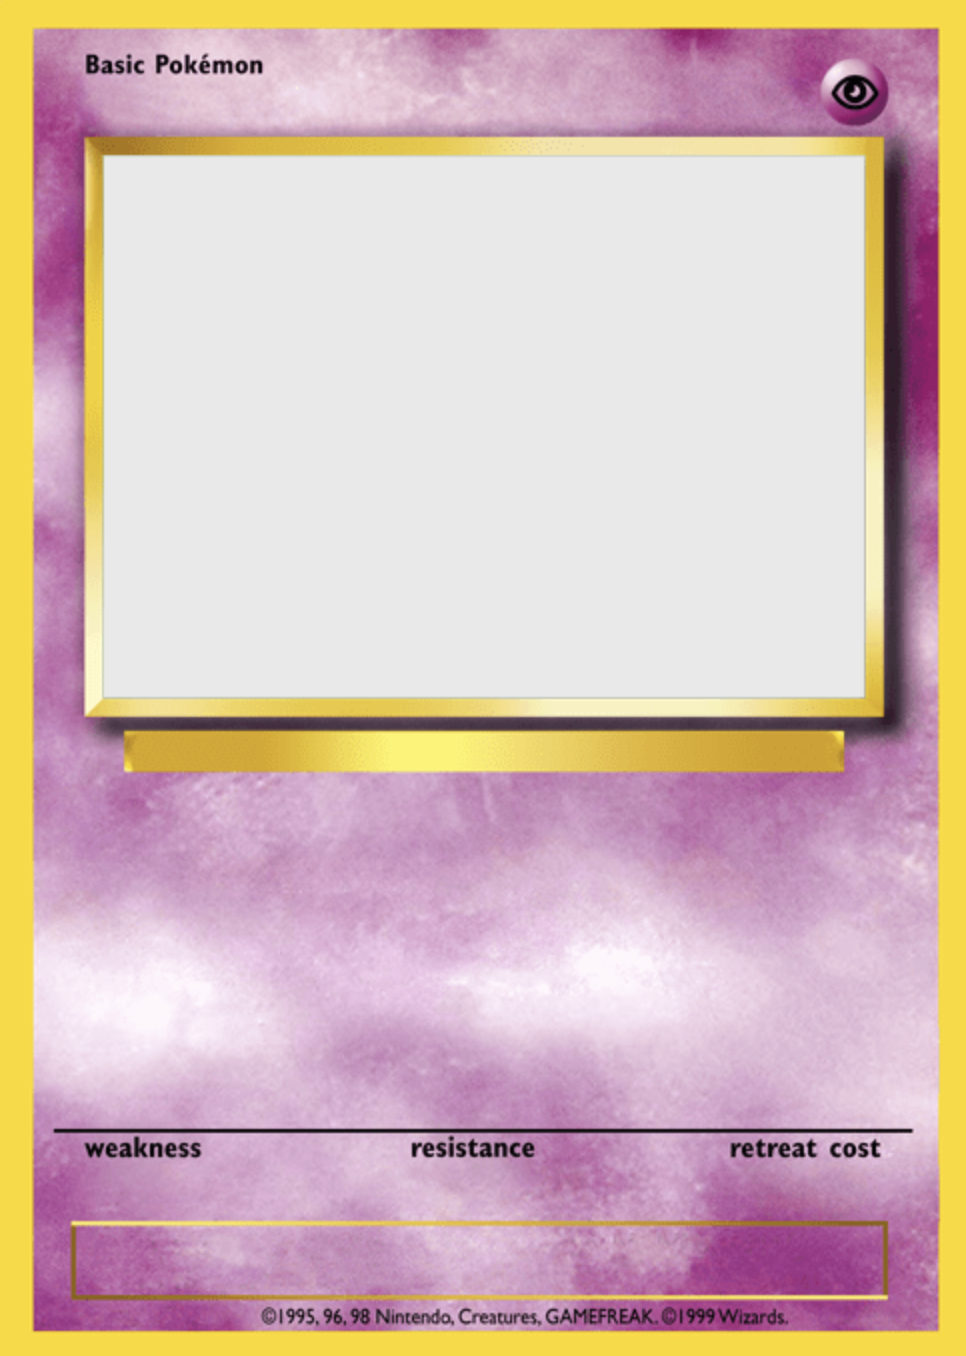 Basic Pokémon
weakness resistance retreat cost
©1995, 96, 98 Nintendo, Creatures, GAMEFREAK. ©1999 Wizards.